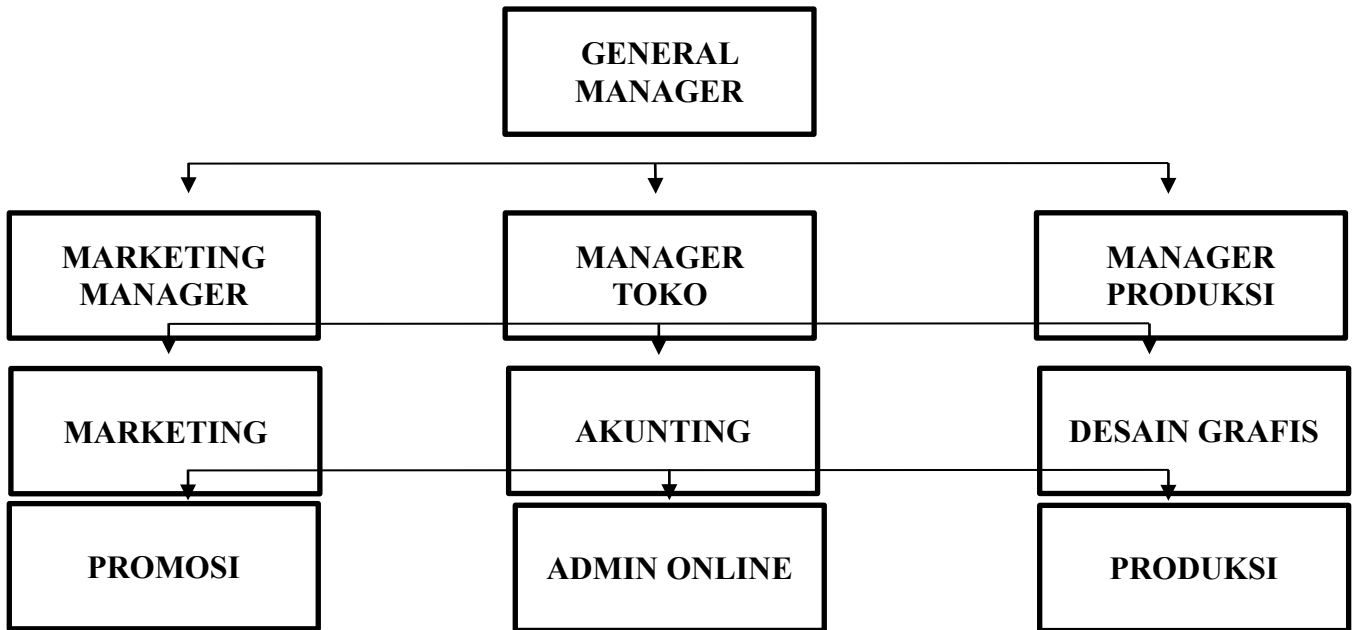 GENERAL
MANAGER
MARKETING
MANAGER
MANAGER
TOKO
MANAGER
PRODUKSI
MARKETING
AKUNTING
DESAIN GRAFIS
PROMOSI
ADMIN ONLINE
PRODUKSI